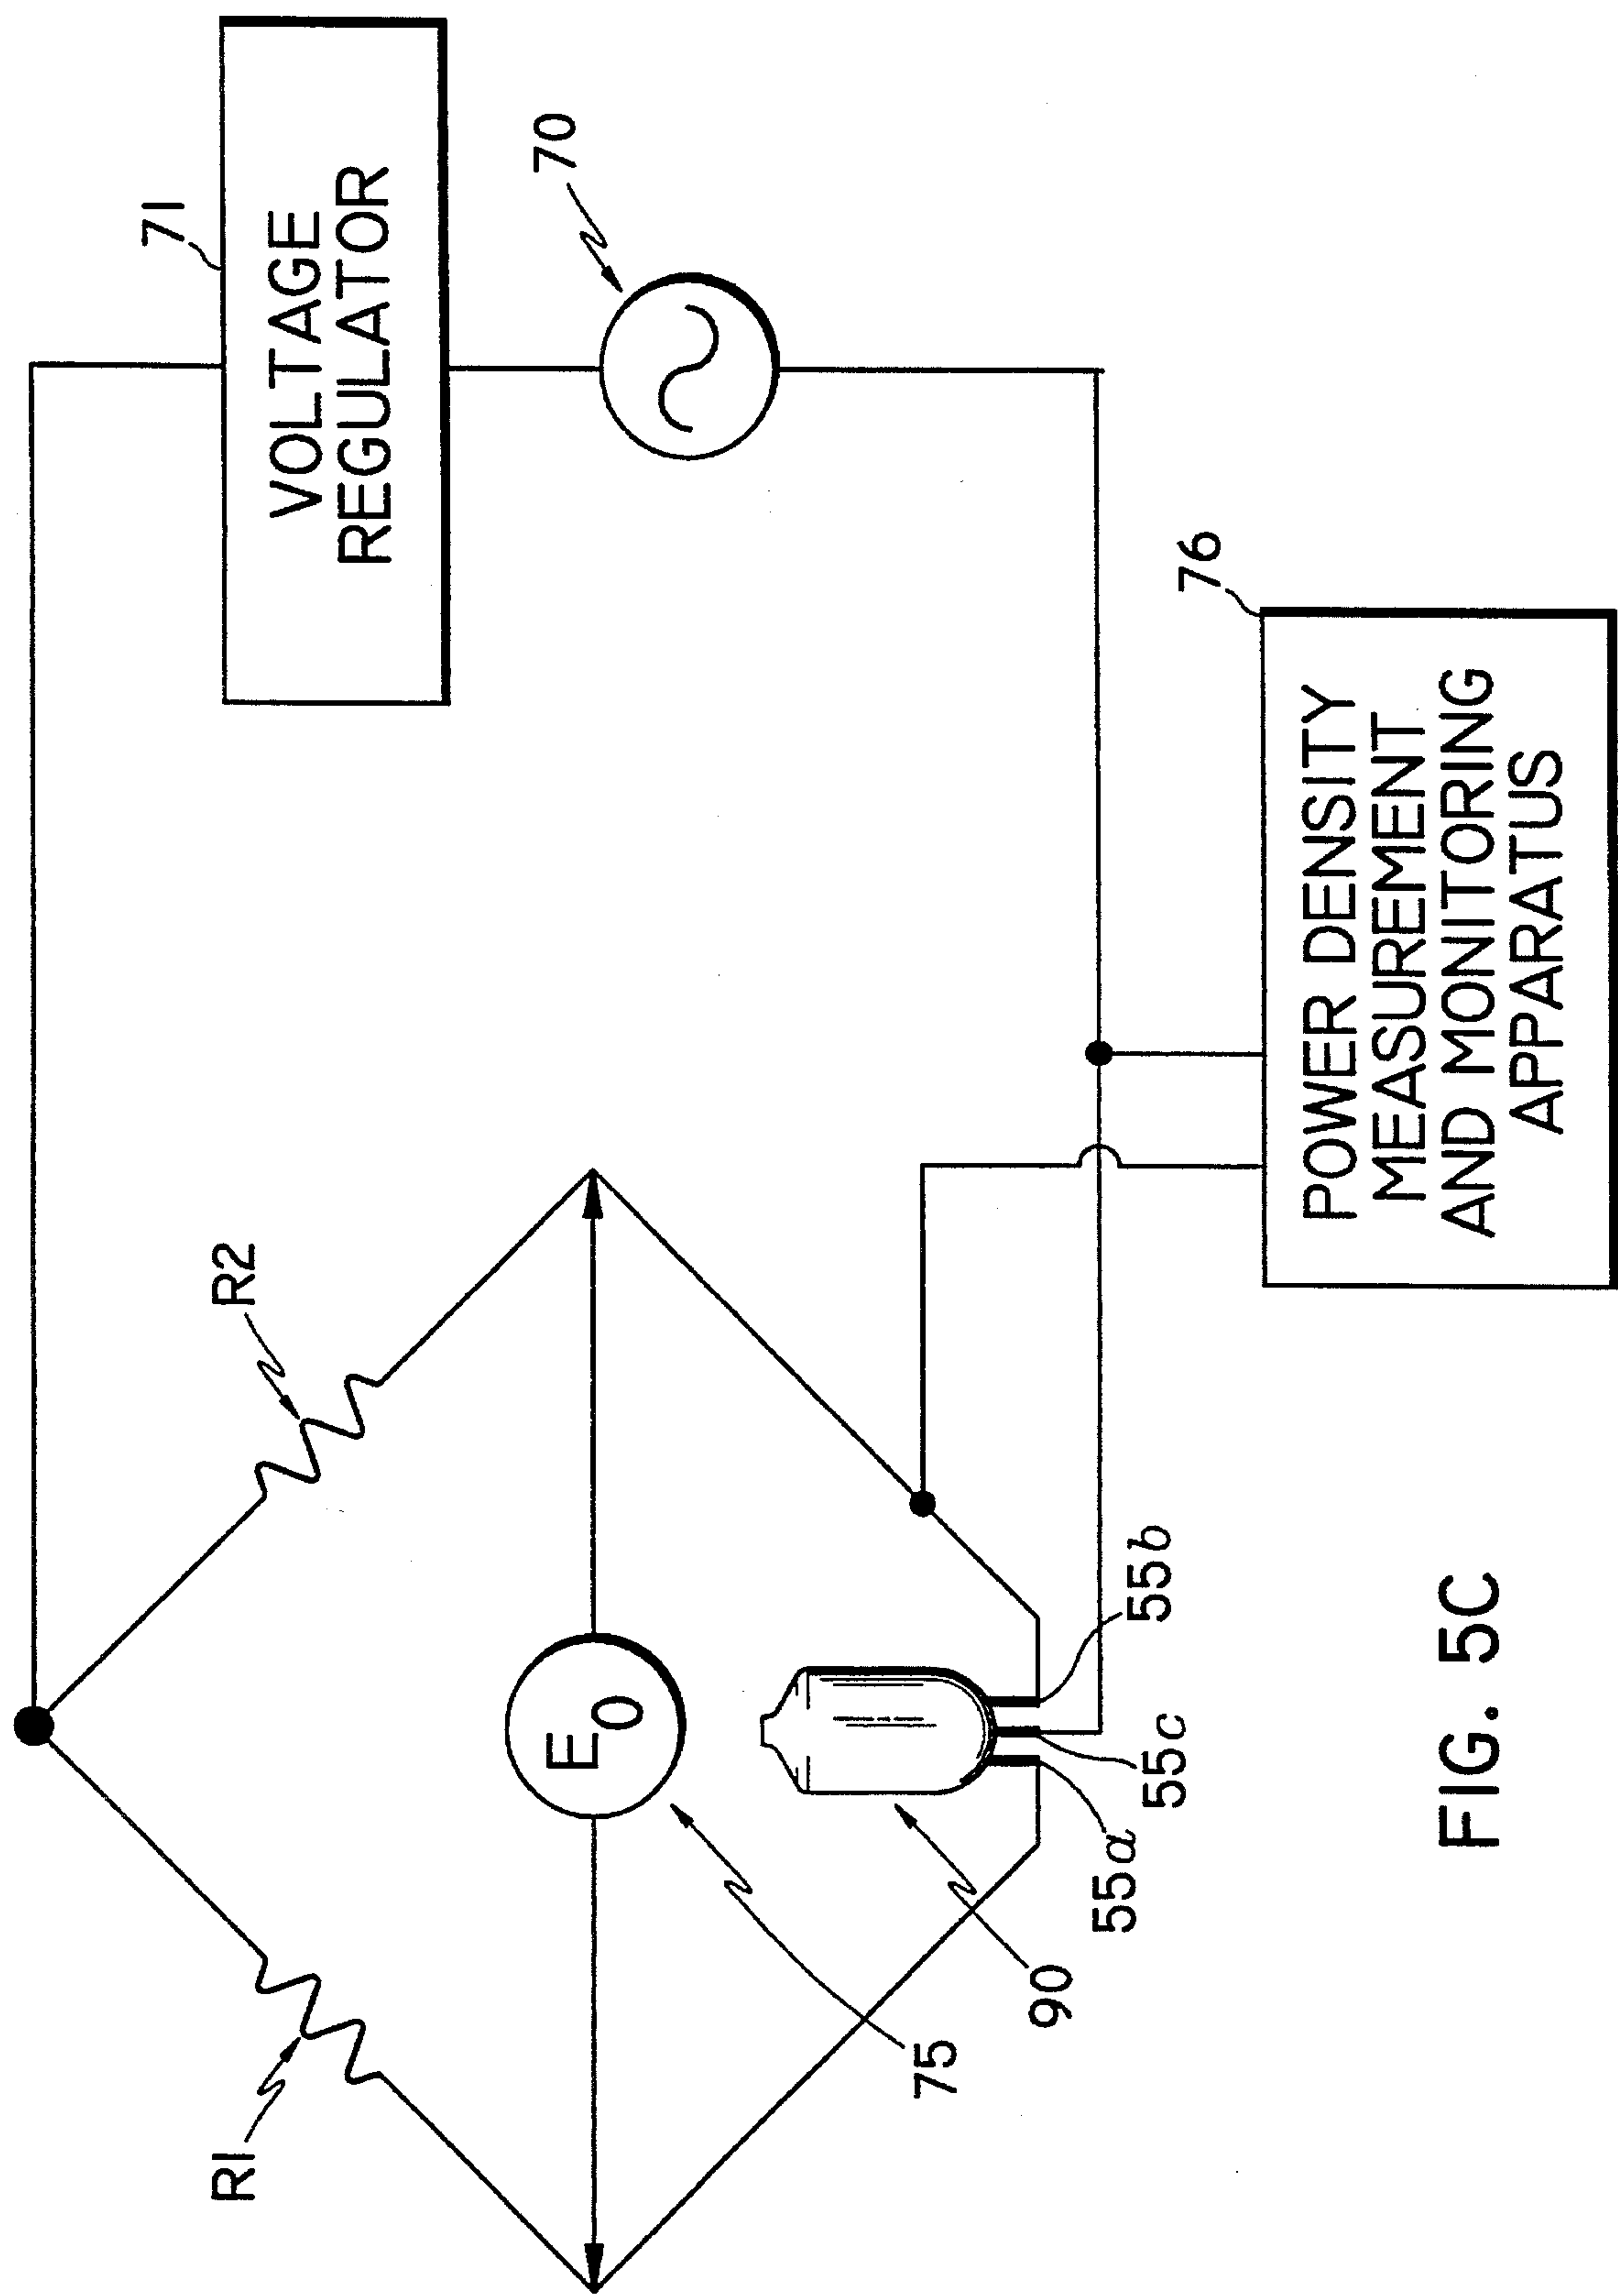 71
VOLTAGE
REGULATOR
70
R1
R2
E0
75
90
55a
55c
55b
76
POWER DENSITY
MEASUREMENT
AND MONITORING
APPARATUS
FIG. 5C